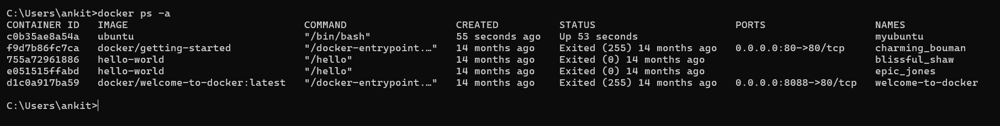 C:\Users\ankit>docker ps -a
CONTAINER ID   IMAGE                             COMMAND                  CREATED          STATUS                       PORTS                  NAMES
c0b35ae8a54a   ubuntu                            "/bin/bash"              55 seconds ago   Up 53 seconds                                       myubuntu
f9d7b86fc7ca   docker/getting-started            "/docker-entrypoint.…"   14 months ago    Exited (255) 14 months ago   0.0.0.0:80->80/tcp     charming_bouman
755a72961886   hello-world                       "/hello"                 14 months ago    Exited (0) 14 months ago                            blissful_shaw
e051515ffabd   hello-world                       "/hello"                 14 months ago    Exited (0) 14 months ago                            epic_jones
d1c0a917ba59   docker/welcome-to-docker:latest   "/docker-entrypoint.…"   14 months ago    Exited (255) 14 months ago   0.0.0.0:8088->80/tcp   welcome-to-docker
C:\Users\ankit>